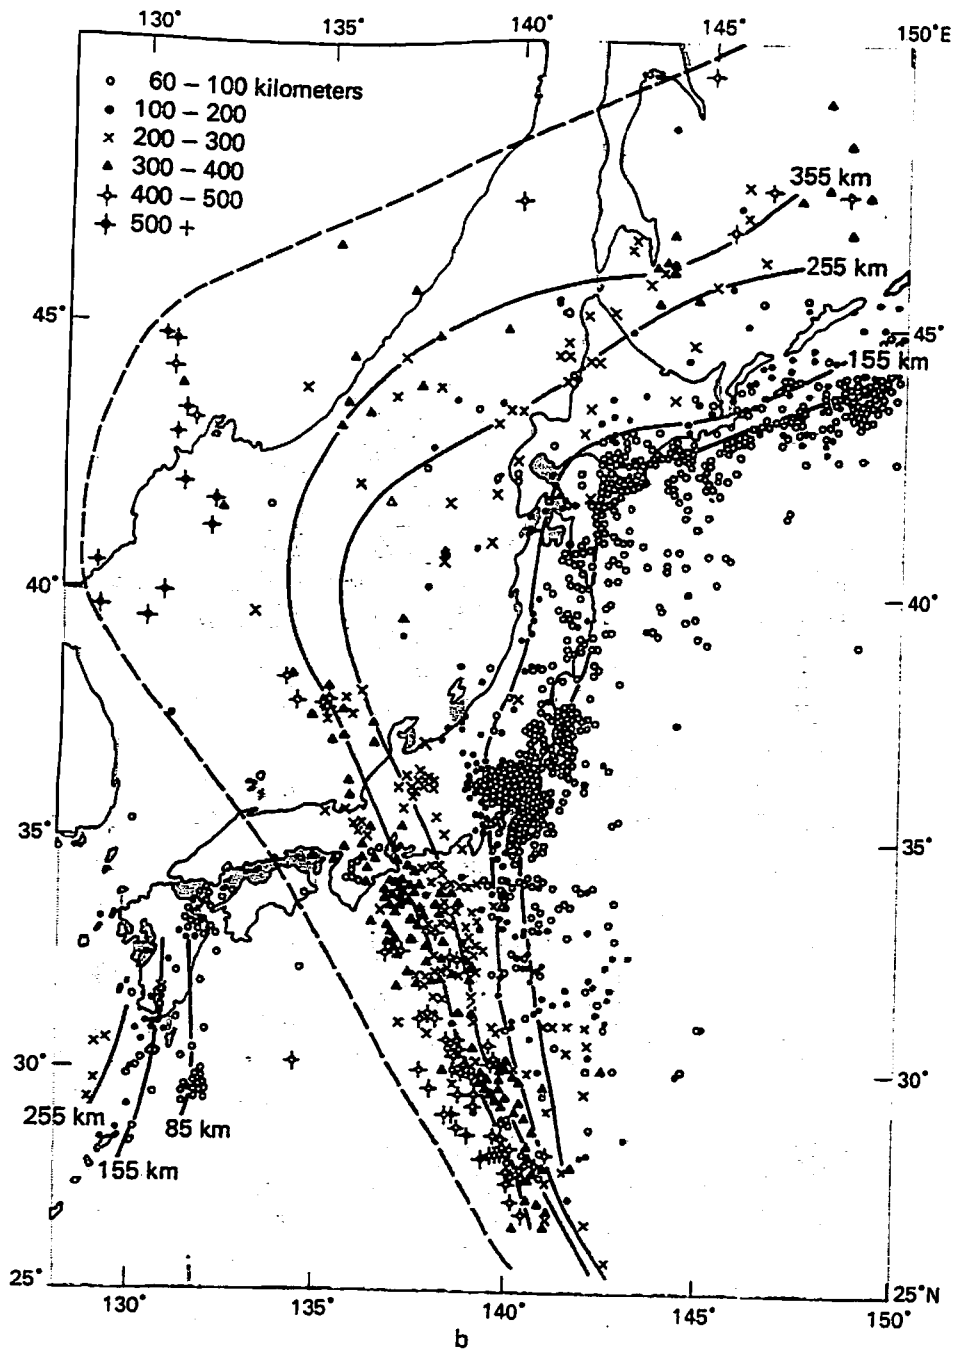 130° 135° 140° 145° 150°E
60 – 100 kilometers
100 – 200
200 – 300
300 – 400
400 – 500
500 +
355 km
255 km
45° 45°
155 km
40° 40°
35° 35°
30° 30°
255 km 85 km
155 km
25° 25°N
130° 135° 140° 145° 150°
b